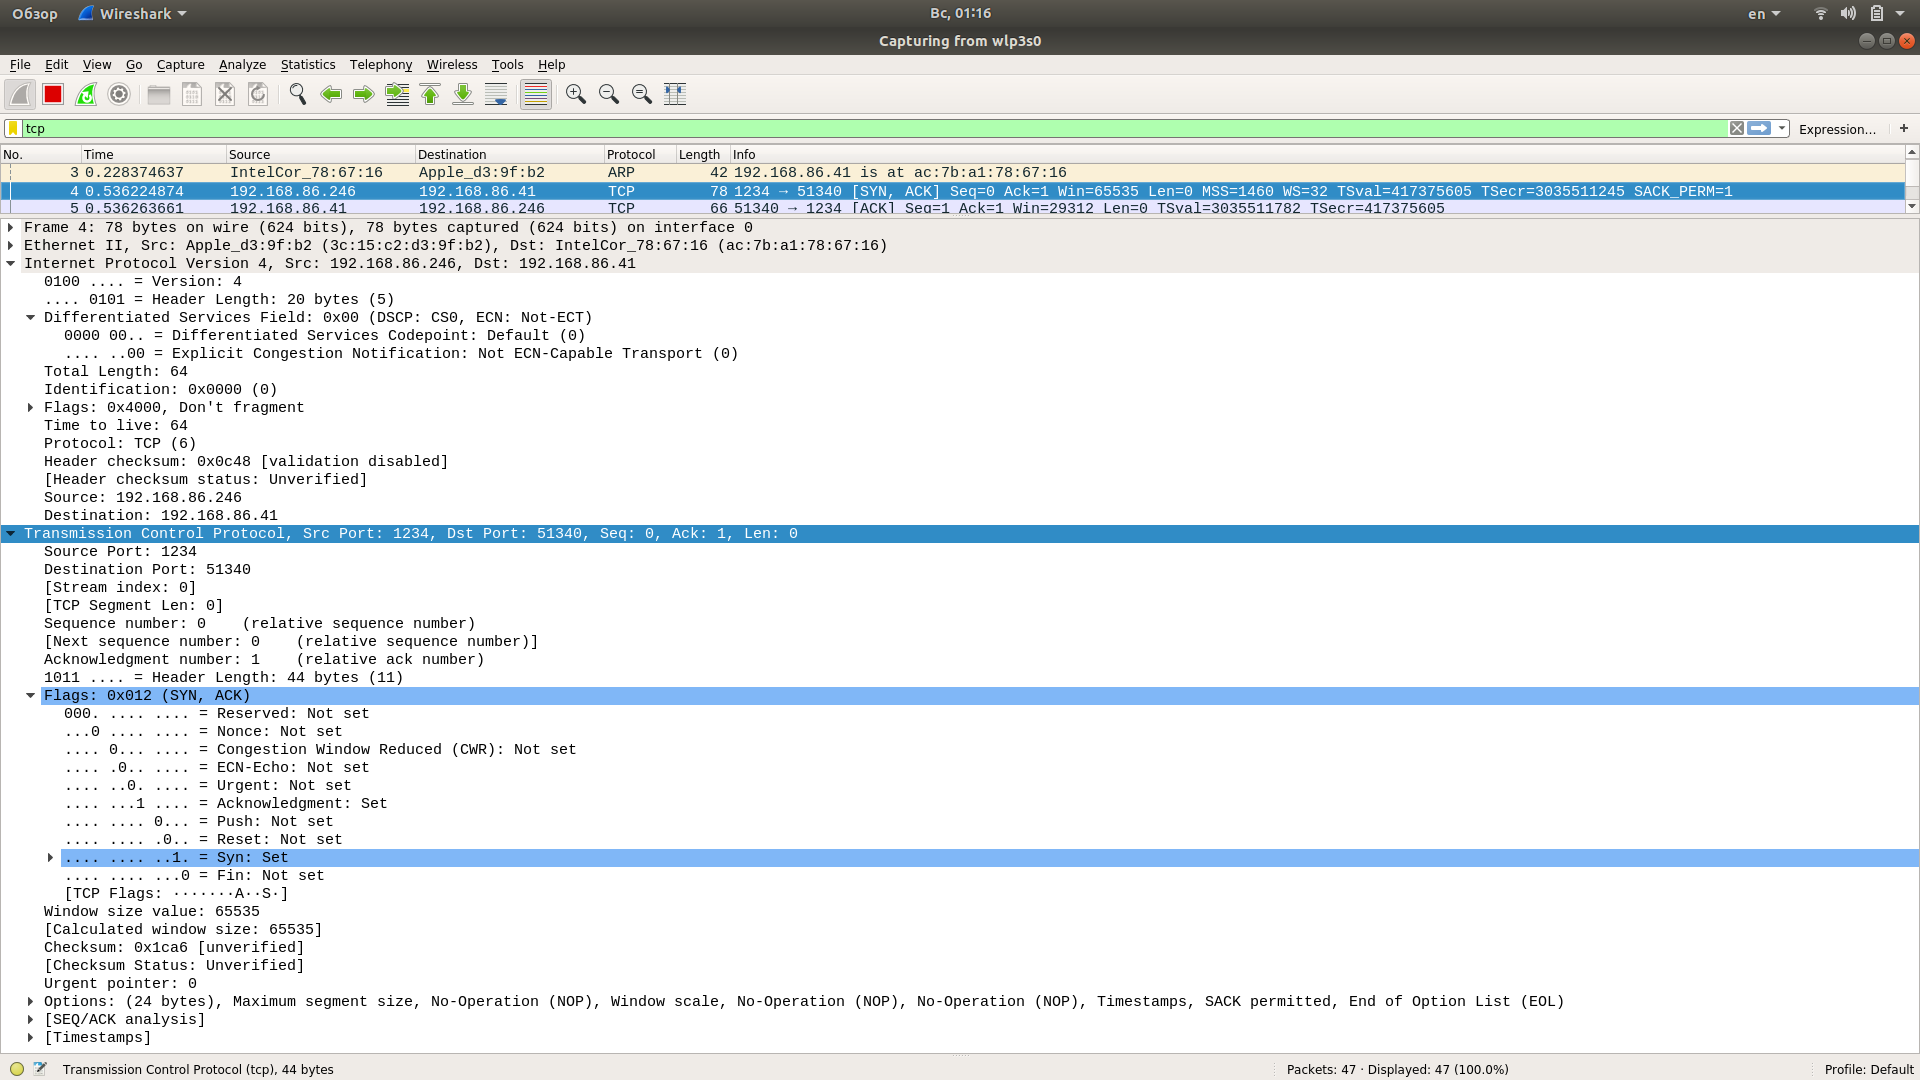 Обзор Wireshark Вс, 01:16 en
Capturing from wlp3s0
File Edit View Go Capture Analyze Statistics Telephony Wireless Tools Help
tcp Expression… +
No. Time Source Destination Protocol Length Info
3 0.228374637 IntelCor_78:67:16 Apple_d3:9f:b2 ARP 42 192.168.86.41 is at ac:7b:a1:78:67:16
4 0.536224874 192.168.86.246 192.168.86.41 TCP 78 1234 → 51340 [SYN, ACK] Seq=0 Ack=1 Win=65535 Len=0 MSS=1460 WS=32 TSval=417375605 TSecr=3035511245 SACK_PERM=1
5 0.536263661 192.168.86.41 192.168.86.246 TCP 66 51340 → 1234 [ACK] Seq=1 Ack=1 Win=29312 Len=0 TSval=3035511782 TSecr=417375605
Frame 4: 78 bytes on wire (624 bits), 78 bytes captured (624 bits) on interface 0
Ethernet II, Src: Apple_d3:9f:b2 (3c:15:c2:d3:9f:b2), Dst: IntelCor_78:67:16 (ac:7b:a1:78:67:16)
Internet Protocol Version 4, Src: 192.168.86.246, Dst: 192.168.86.41
0100 .... = Version: 4
.... 0101 = Header Length: 20 bytes (5)
Differentiated Services Field: 0x00 (DSCP: CS0, ECN: Not-ECT)
0000 00.. = Differentiated Services Codepoint: Default (0)
.... ..00 = Explicit Congestion Notification: Not ECN-Capable Transport (0)
Total Length: 64
Identification: 0x0000 (0)
Flags: 0x4000, Don't fragment
Time to live: 64
Protocol: TCP (6)
Header checksum: 0x0c48 [validation disabled]
[Header checksum status: Unverified]
Source: 192.168.86.246
Destination: 192.168.86.41
Transmission Control Protocol, Src Port: 1234, Dst Port: 51340, Seq: 0, Ack: 1, Len: 0
Source Port: 1234
Destination Port: 51340
[Stream index: 0]
[TCP Segment Len: 0]
Sequence number: 0 (relative sequence number)
[Next sequence number: 0 (relative sequence number)]
Acknowledgment number: 1 (relative ack number)
1011 .... = Header Length: 44 bytes (11)
Flags: 0x012 (SYN, ACK)
000. .... .... = Reserved: Not set
...0 .... .... = Nonce: Not set
.... 0... .... = Congestion Window Reduced (CWR): Not set
.... .0.. .... = ECN-Echo: Not set
.... ..0. .... = Urgent: Not set
.... ...1 .... = Acknowledgment: Set
.... .... 0... = Push: Not set
.... .... .0.. = Reset: Not set
.... .... ..1. = Syn: Set
.... .... ...0 = Fin: Not set
[TCP Flags: ·······A··S·]
Window size value: 65535
[Calculated window size: 65535]
Checksum: 0x1ca6 [unverified]
[Checksum Status: Unverified]
Urgent pointer: 0
Options: (24 bytes), Maximum segment size, No-Operation (NOP), Window scale, No-Operation (NOP), No-Operation (NOP), Timestamps, SACK permitted, End of Option List (EOL)
[SEQ/ACK analysis]
[Timestamps]
Transmission Control Protocol (tcp), 44 bytes Packets: 47 · Displayed: 47 (100.0%) Profile: Default